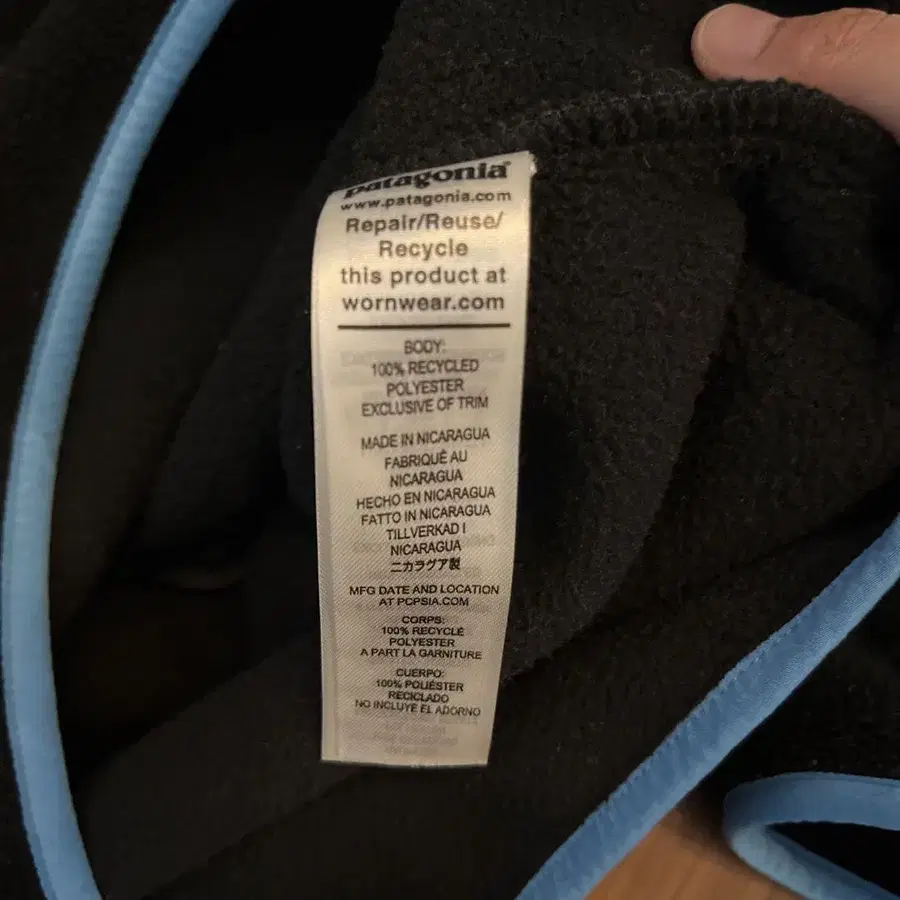 patagonia®
www.patagonia.com
Repair/Reuse/
Recycle
this product at
wornwear.com
BODY:
100% RECYCLED
POLYESTER
EXCLUSIVE OF TRIM
MADE IN NICARAGUA
FABRIQUÉ AU
NICARAGUA
HECHO EN NICARAGUA
FATTO IN NICARAGUA
TILLVERKAD I
NICARAGUA
ニカラグア製
MFG DATE AND LOCATION
AT PCPSIA.COM
CORPS:
100% RECYCLÉ
POLYESTER
A PART LA GARNITURE
CUERPO:
100% POLIÉSTER
RECICLADO
NO INCLUYE EL ADORNO